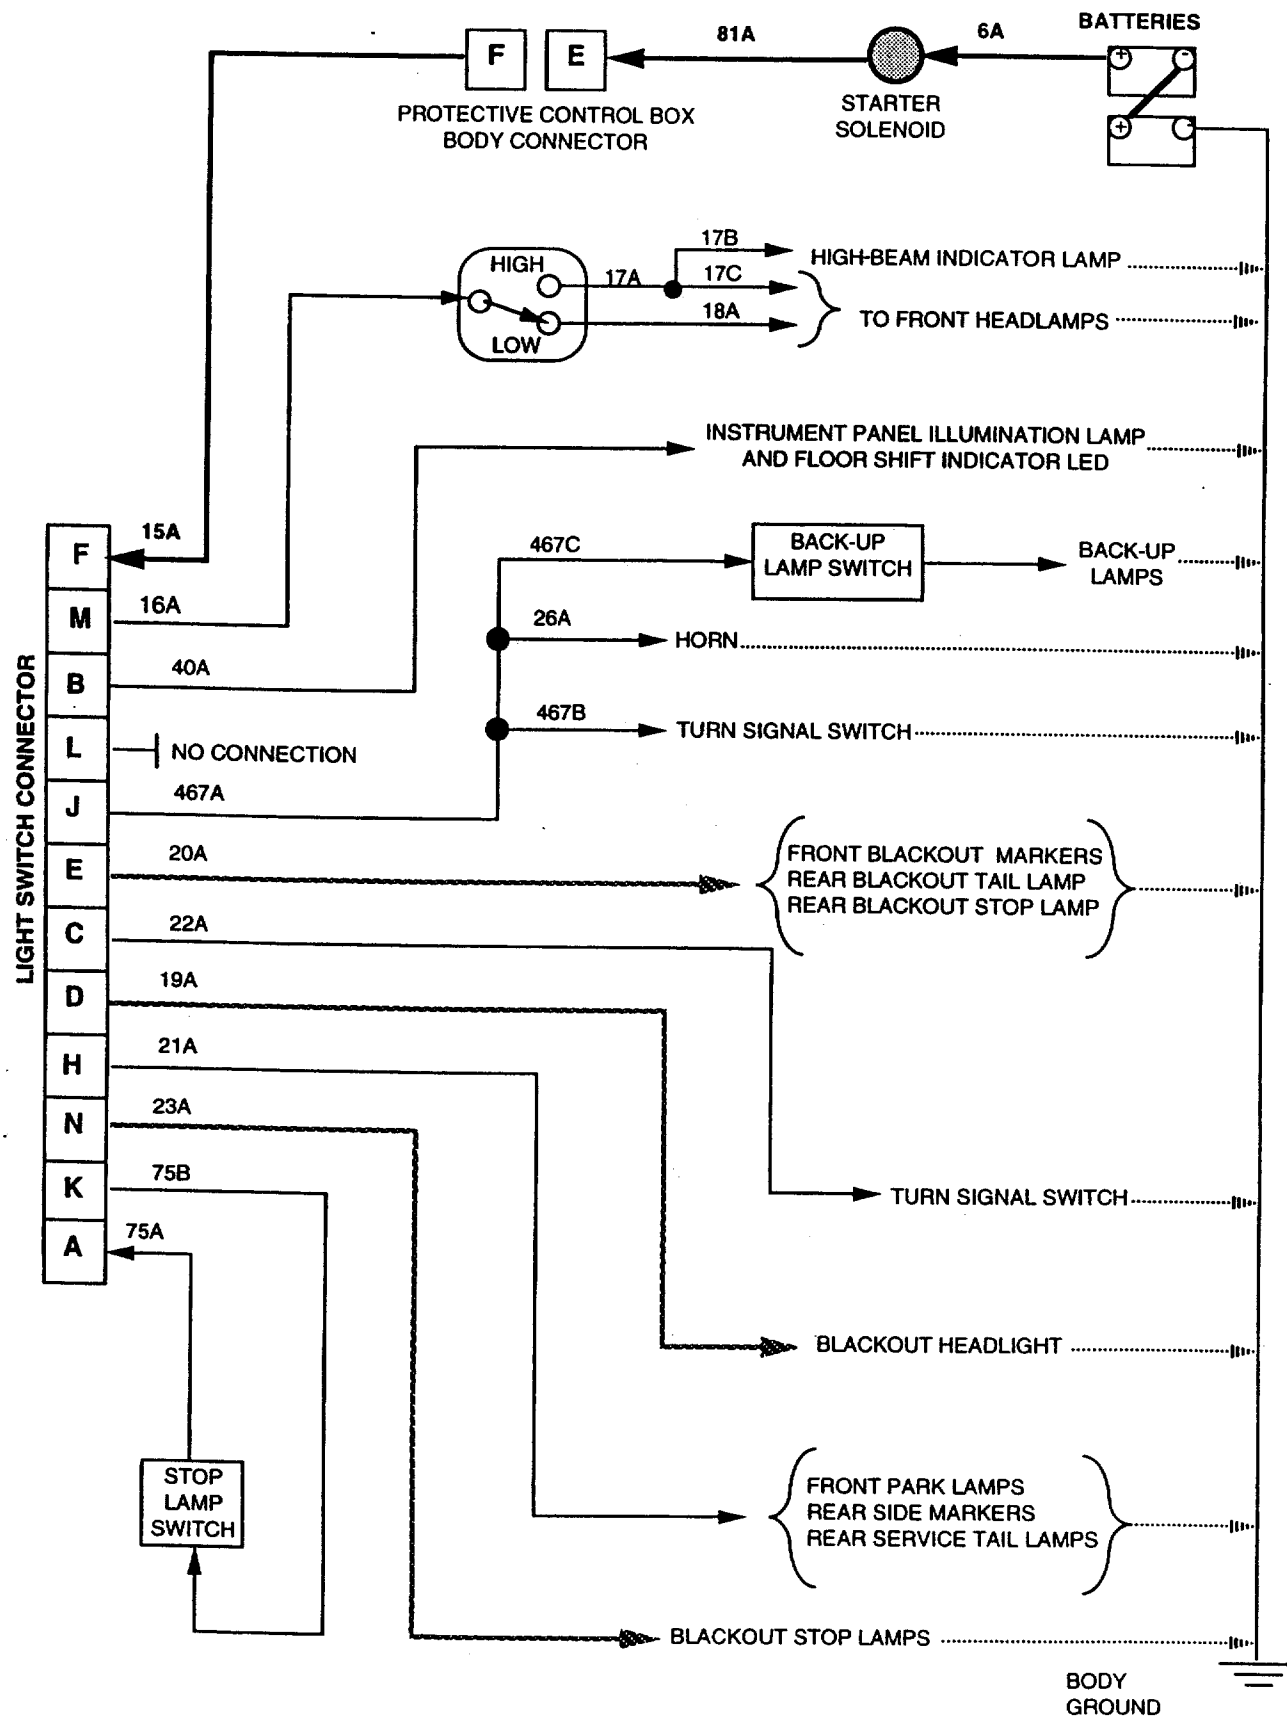 BATTERIES
81A
6A
F
E
+
-
PROTECTIVE CONTROL BOX
BODY CONNECTOR
STARTER
SOLENOID
+
-
17B
HIGH-BEAM INDICATOR LAMP
HIGH
17A
17C
18A
TO FRONT HEADLAMPS
LOW
INSTRUMENT PANEL ILLUMINATION LAMP
AND FLOOR SHIFT INDICATOR LED
LIGHT SWITCH CONNECTOR
F
15A
467C
BACK-UP
LAMP SWITCH
BACK-UP
LAMPS
M
16A
26A
HORN
B
40A
467B
TURN SIGNAL SWITCH
L
NO CONNECTION
J
467A
E
20A
FRONT BLACKOUT MARKERS
REAR BLACKOUT TAIL LAMP
REAR BLACKOUT STOP LAMP
C
22A
D
19A
H
21A
N
23A
K
75B
TURN SIGNAL SWITCH
A
75A
BLACKOUT HEADLIGHT
STOP
LAMP
SWITCH
FRONT PARK LAMPS
REAR SIDE MARKERS
REAR SERVICE TAIL LAMPS
BLACKOUT STOP LAMPS
BODY
GROUND